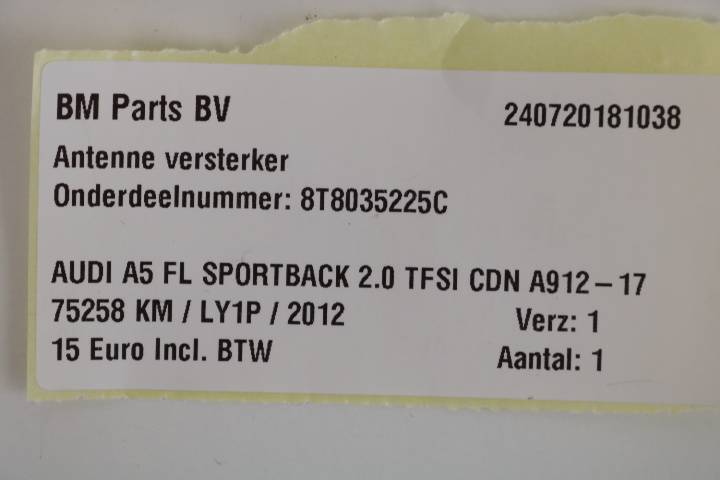 BM Parts BV 240720181038
Antenne versterker
Onderdeelnummer: 8T8035225C
AUDI A5 FL SPORTBACK 2.0 TFSI CDN A912-17
75258 KM / LY1P / 2012 Verz: 1
15 Euro Incl. BTW Aantal: 1